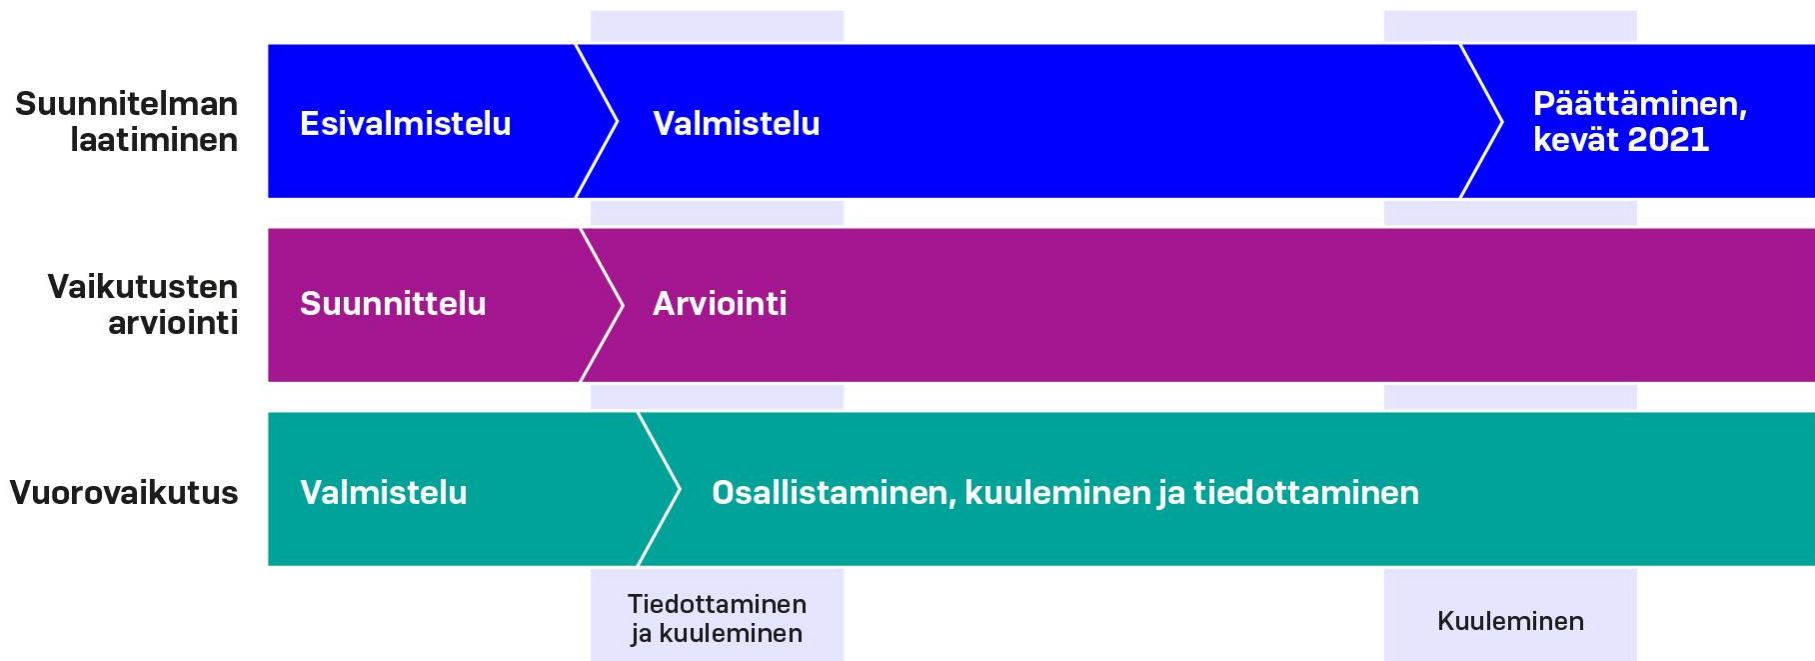 Suunnitelman
laatiminen
Esivalmistelu
Valmistelu
Päättäminen,
kevät 2021
Vaikutusten
arviointi
Suunnittelu
Arviointi
Vuorovaikutus
Valmistelu
Osallistaminen, kuuleminen ja tiedottaminen
Tiedottaminen
ja kuuleminen
Kuuleminen